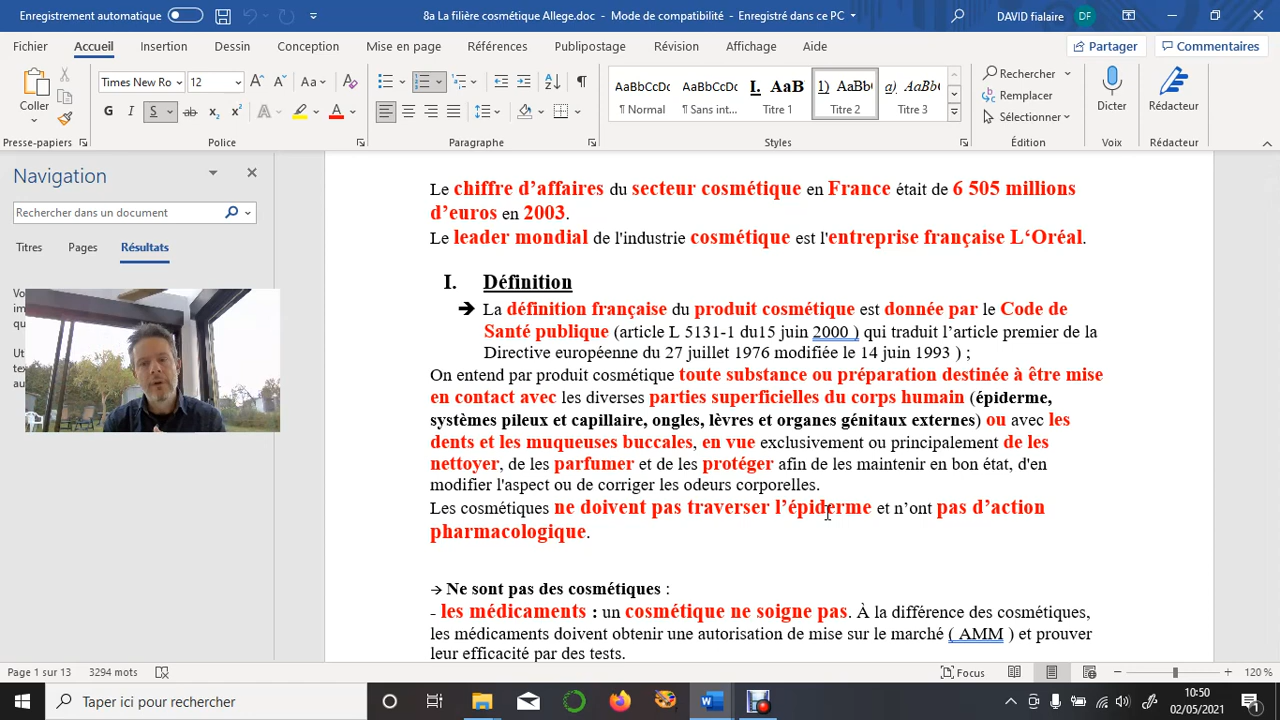 Enregistrement automatique
8a La filière cosmétique Allege.doc - Mode de compatibilité - Enregistré dans ce PC
DAVID fialaire
DF
Fichier Accueil Insertion Dessin Conception Mise en page Références Publipostage Révision Affichage Aide
Partager
Commentaires
Coller
Times New Ro
12
Aa
G I S ab x₂ x²
AaBbCc AaBbCc I. AaB 1) AaBb( a) AaBb(
¶ Normal ¶ Sans int... Titre 1 ¶ Titre 2 ¶ Titre 3
Rechercher
Remplacer
Sélectionner
Dicter
Rédacteur
Presse-papiers Police Paragraphe Styles Édition Voix Rédacteur
Navigation
Rechercher dans un document
Titres Pages Résultats
Le chiffre d’affaires du secteur cosmétique en France était de 6 505 millions
d’euros en 2003.
Le leader mondial de l'industrie cosmétique est l'entreprise française L‘Oréal.
I. Définition
➔ La définition française du produit cosmétique est donnée par le Code de
Santé publique (article L 5131-1 du15 juin 2000 ) qui traduit l’article premier de la
Directive européenne du 27 juillet 1976 modifiée le 14 juin 1993 ) ;
On entend par produit cosmétique toute substance ou préparation destinée à être mise
en contact avec les diverses parties superficielles du corps humain (épiderme,
systèmes pileux et capillaire, ongles, lèvres et organes génitaux externes) ou avec les
dents et les muqueuses buccales, en vue exclusivement ou principalement de les
nettoyer, de les parfumer et de les protéger afin de les maintenir en bon état, d'en
modifier l'aspect ou de corriger les odeurs corporelles.
Les cosmétiques ne doivent pas traverser l’épiderme et n’ont pas d’action
pharmacologique.
→ Ne sont pas des cosmétiques :
- les médicaments : un cosmétique ne soigne pas. À la différence des cosmétiques,
les médicaments doivent obtenir une autorisation de mise sur le marché ( AMM ) et prouver
leur efficacité par des tests.
Page 1 sur 13 3294 mots
Focus
120 %
Taper ici pour rechercher
10:50
02/05/2021
1